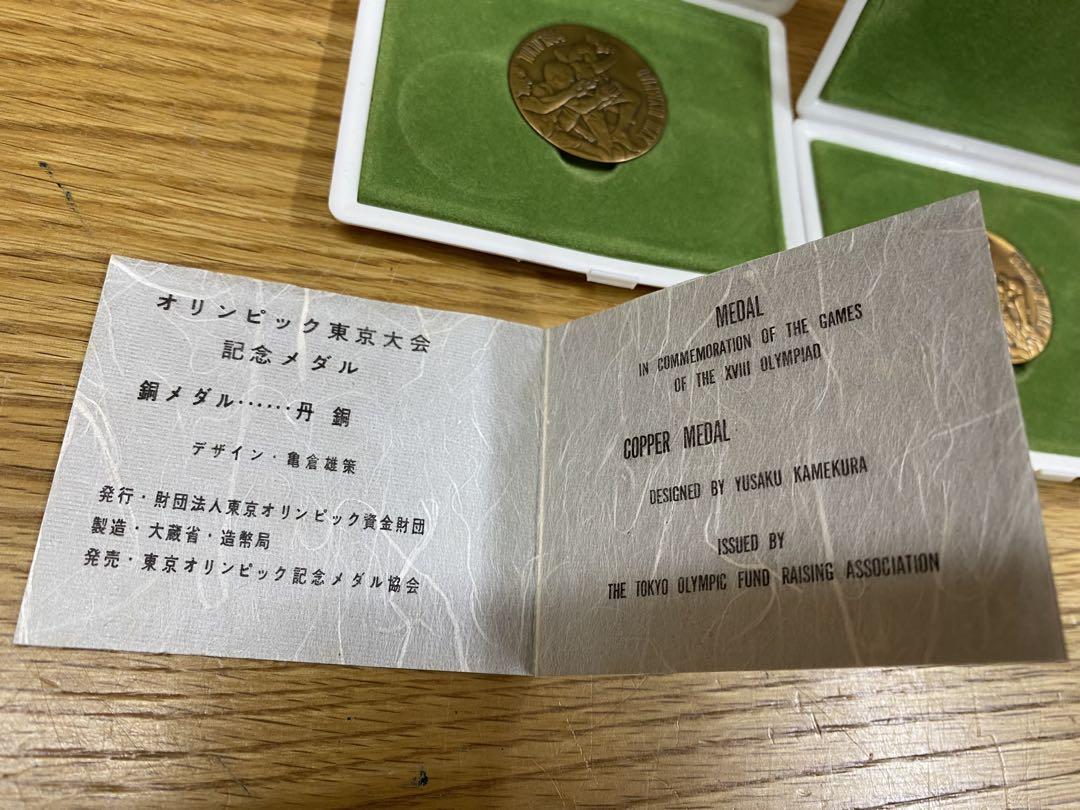 オリンピック東京大会
記念メダル
銅メダル……丹 銅
デザイン・亀倉雄策
発行・財団法人東京オリンピック資金財団
製造・大蔵省・造幣局
発売・東京オリンピック記念メダル協会
MEDAL
IN COMMEMORATION OF THE GAMES
OF THE XVIII OLYMPIAD
COPPER MEDAL
DESIGNED BY YUSAKU KAMEKURA
ISSUED BY
THE TOKYO OLYMPIC FUND RAISING ASSOCIATION